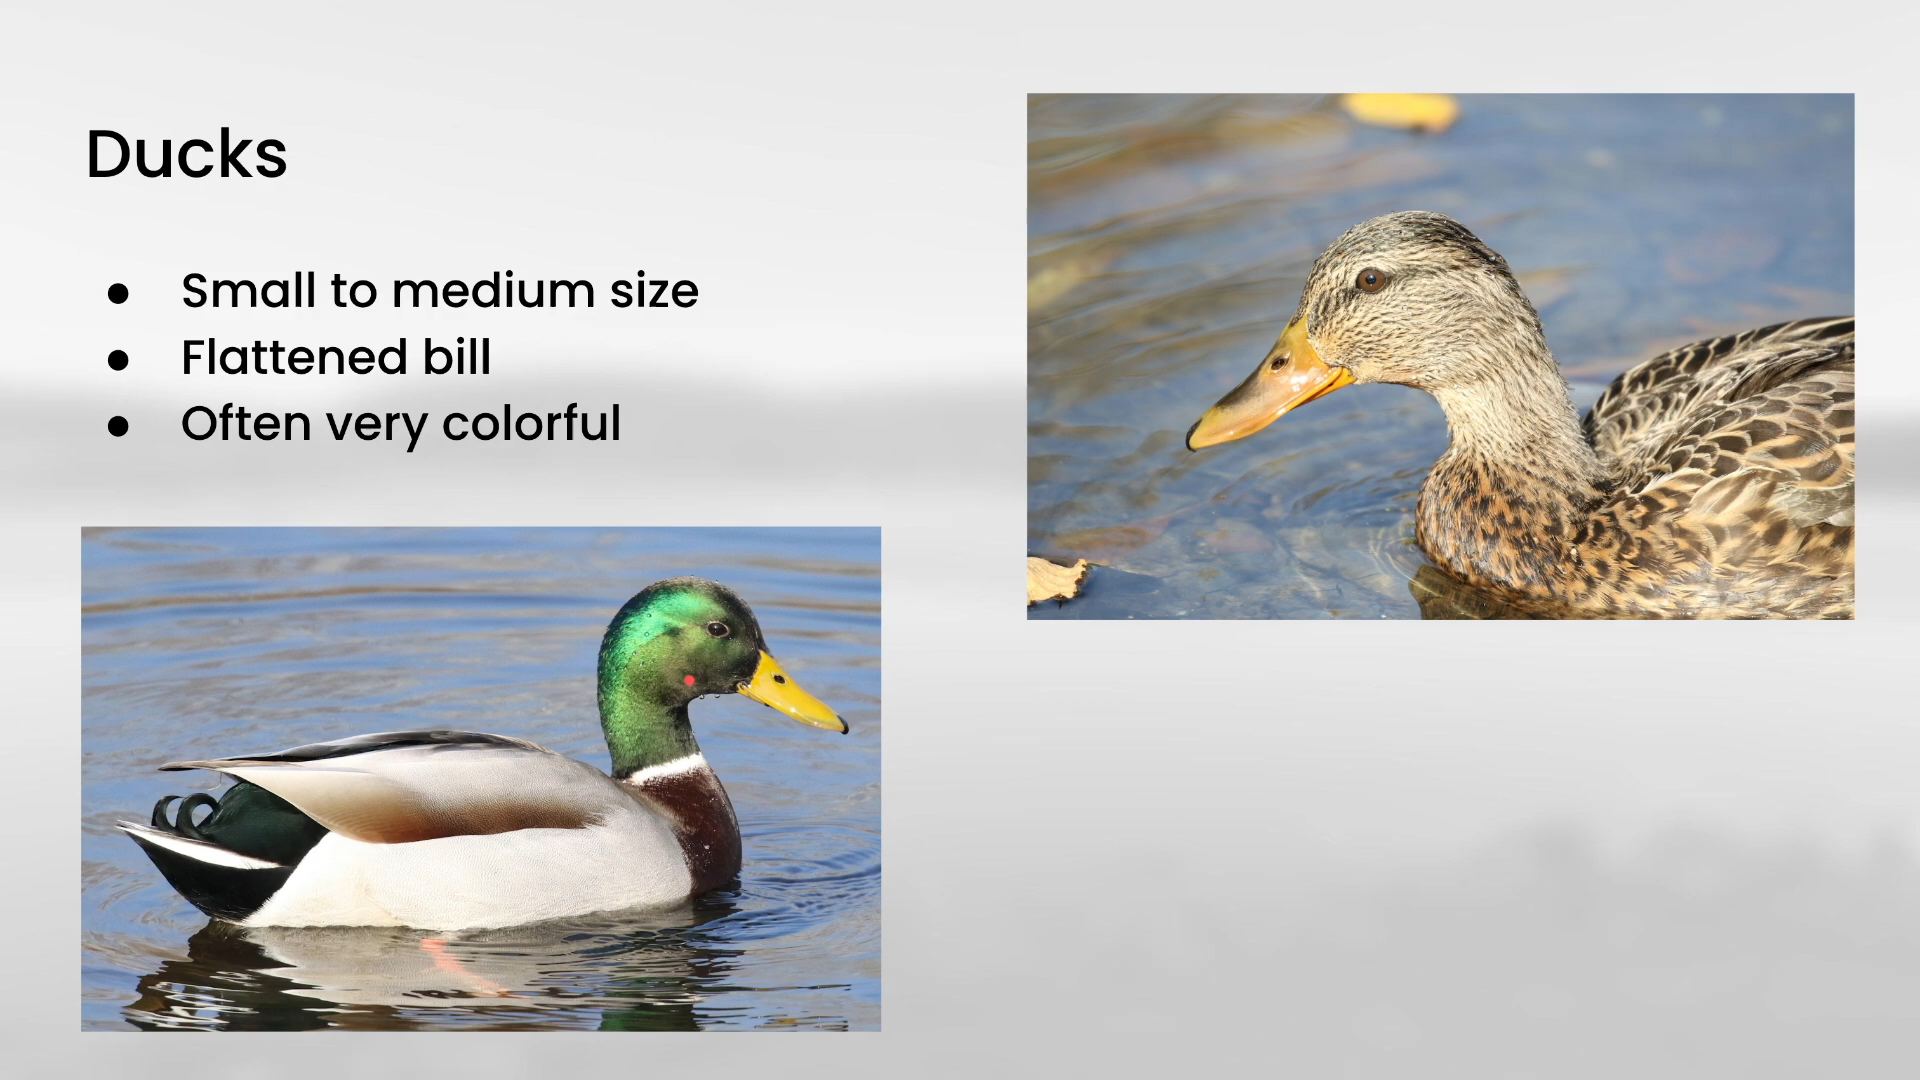 Ducks
● Small to medium size
● Flattened bill
● Often very colorful